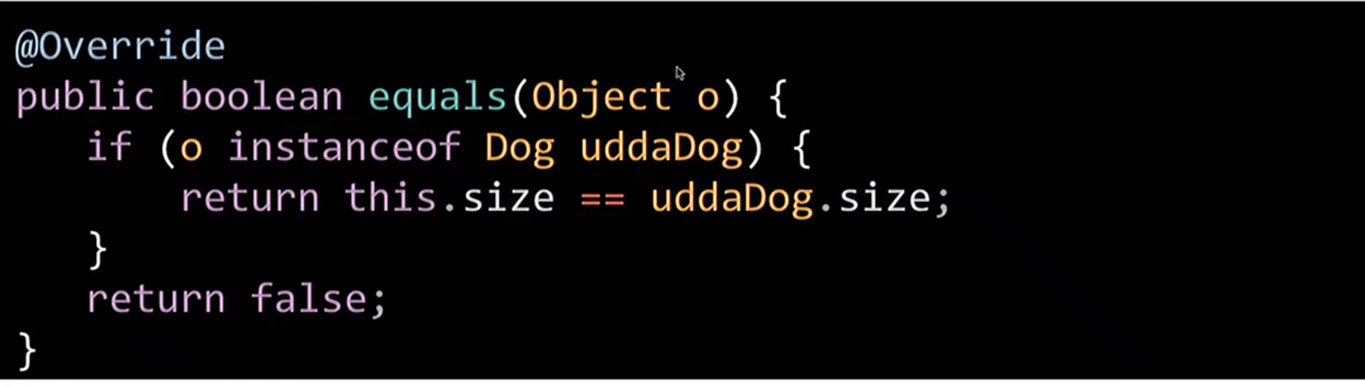 @Override
public boolean equals(Object o) {
   if (o instanceof Dog uddaDog) {
       return this.size == uddaDog.size;
   }
   return false;
}